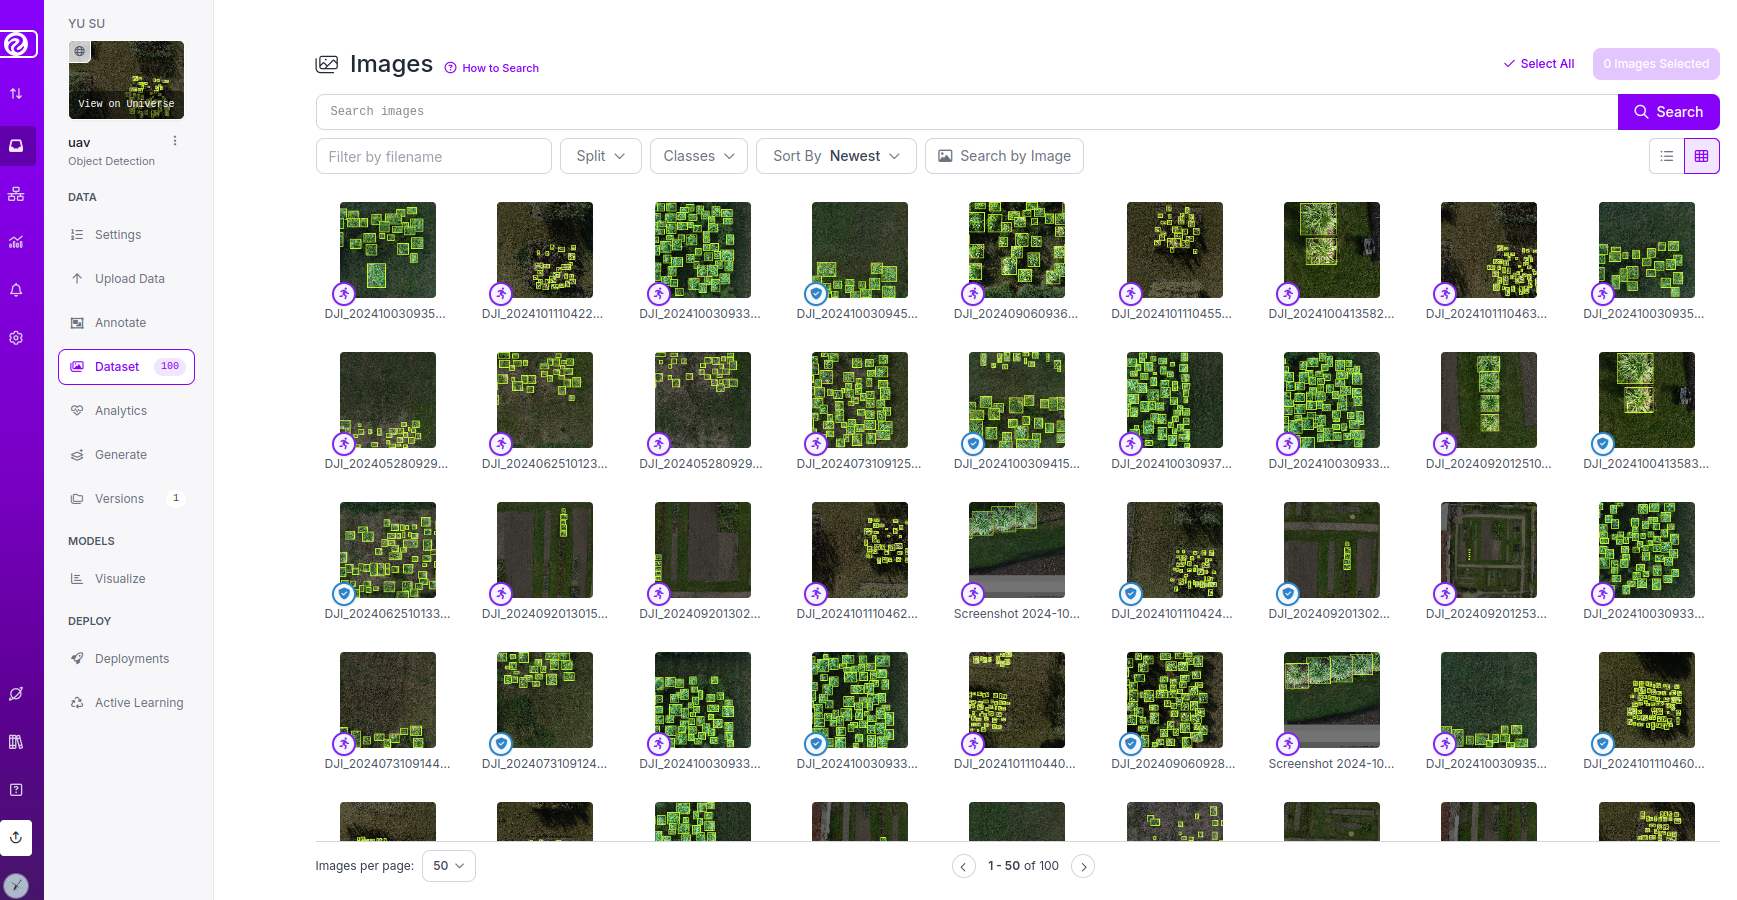 YU SU
View on Universe
uav
Object Detection
DATA
Settings
Upload Data
Annotate
Dataset 100
Analytics
Generate
Versions 1
MODELS
Visualize
DEPLOY
Deployments
Active Learning
Images How to Search
Select All 0 Images Selected
Search images Search
Filter by filename Split Classes Sort By Newest Search by Image
DJI_202410030935... DJI_2024101110422... DJI_202410030933... DJI_202410030945... DJI_202409060936... DJI_2024101110455... DJI_2024100413582... DJI_2024101110463... DJI_202410030935...
DJI_202405280929... DJI_2024062510123... DJI_202405280929... DJI_2024073109125... DJI_2024100309415... DJI_202410030937... DJI_202410030933... DJI_2024092012510... DJI_2024100413583...
DJI_2024062510133... DJI_2024092013015... DJI_202409201302... DJI_2024101110462... Screenshot 2024-10... DJI_2024101110424... DJI_202409201302... DJI_202409201253... DJI_202410030933...
DJI_2024073109144... DJI_2024073109124... DJI_202410030933... DJI_202410030933... DJI_2024101110440... DJI_202409060928... Screenshot 2024-10... DJI_202410030935... DJI_2024101110460...
Images per page: 50 1 - 50 of 100